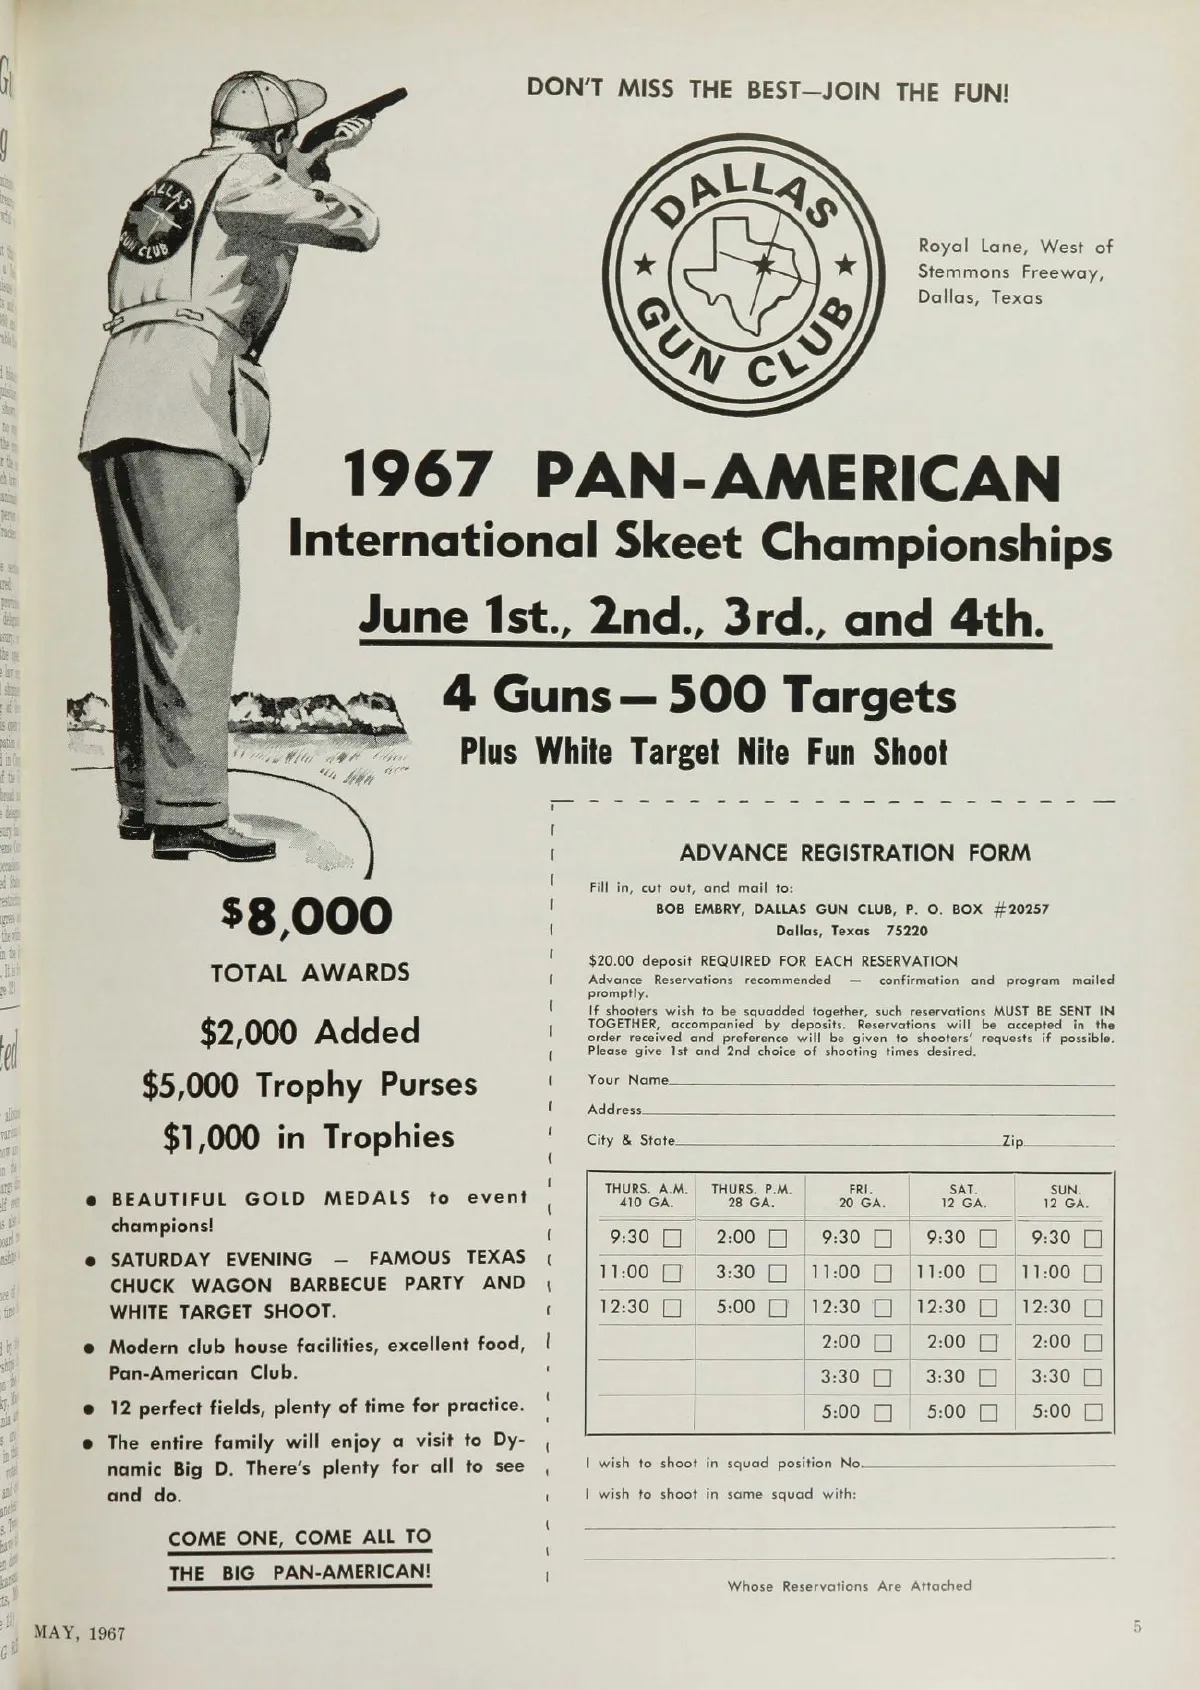 DON'T MISS THE BEST—JOIN THE FUN!
DALLAS
GUN CLUB
DALLAS
GUN CLUB
Royal Lane, West of
Stemmons Freeway,
Dallas, Texas
1967 PAN-AMERICAN
International Skeet Championships
June 1st., 2nd., 3rd., and 4th.
4 Guns — 500 Targets
Plus White Target Nite Fun Shoot
$8,000
TOTAL AWARDS
$2,000 Added
$5,000 Trophy Purses
$1,000 in Trophies
● BEAUTIFUL GOLD MEDALS to event
champions!
● SATURDAY EVENING — FAMOUS TEXAS
CHUCK WAGON BARBECUE PARTY AND
WHITE TARGET SHOOT.
● Modern club house facilities, excellent food,
Pan-American Club.
● 12 perfect fields, plenty of time for practice.
● The entire family will enjoy a visit to Dy-
namic Big D. There's plenty for all to see
and do.
COME ONE, COME ALL TO
THE BIG PAN-AMERICAN!
ADVANCE REGISTRATION FORM
Fill in, cut out, and mail to:
BOB EMBRY, DALLAS GUN CLUB, P. O. BOX #20257
Dallas, Texas 75220
$20.00 deposit REQUIRED FOR EACH RESERVATION
Advance Reservations recommended — confirmation and program mailed
promptly.
If shooters wish to be squadded together, such reservations MUST BE SENT IN
TOGETHER, accompanied by deposits. Reservations will be accepted in the
order received and preference will be given to shooters' requests if possible.
Please give 1st and 2nd choice of shooting times desired.
Your Name
Address
City & State Zip
THURS. A.M. THURS. P.M. FRI. SAT. SUN.
410 GA. 28 GA. 20 GA. 12 GA. 12 GA.
9:30 □ 2:00 □ 9:30 □ 9:30 □ 9:30 □
11:00 □ 3:30 □ 11:00 □ 11:00 □ 11:00 □
12:30 □ 5:00 □ 12:30 □ 12:30 □ 12:30 □
2:00 □ 2:00 □ 2:00 □
3:30 □ 3:30 □ 3:30 □
5:00 □ 5:00 □ 5:00 □
I wish to shoot in squad position No.
I wish to shoot in same squad with:
Whose Reservations Are Attached
MAY, 1967
5